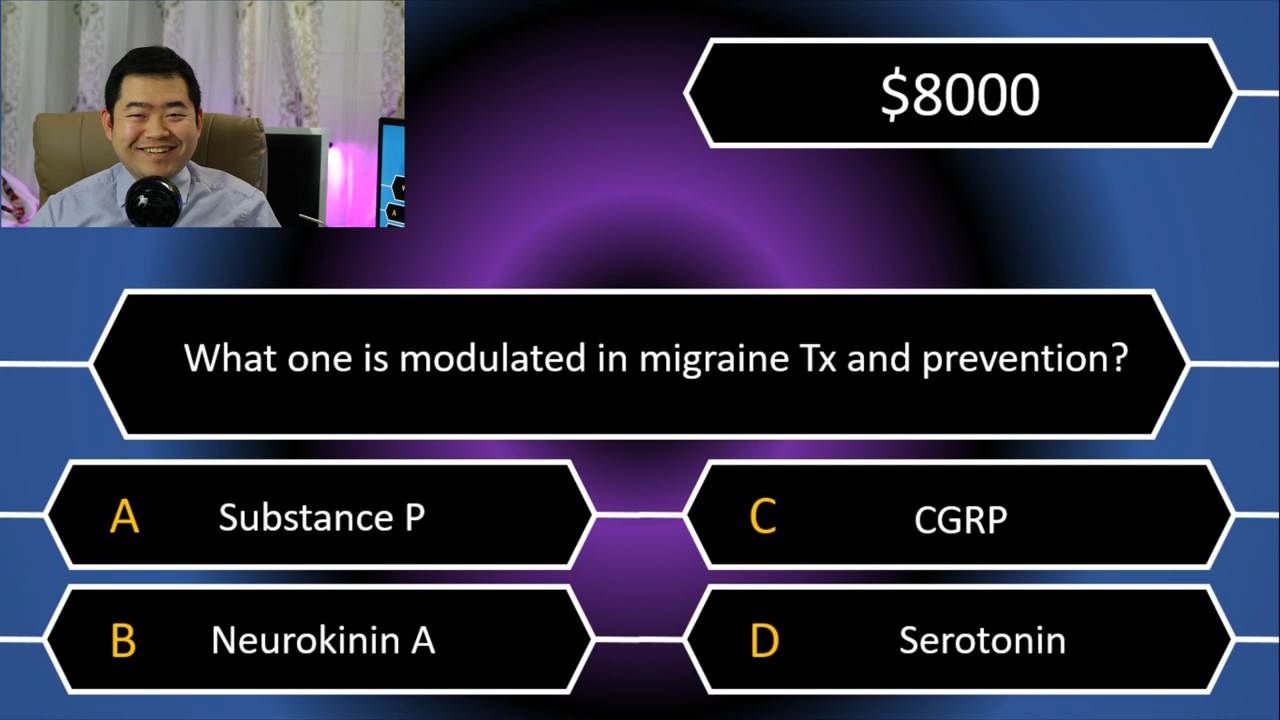 $8000
What one is modulated in migraine Tx and prevention?
A Substance P
C CGRP
B Neurokinin A
D Serotonin